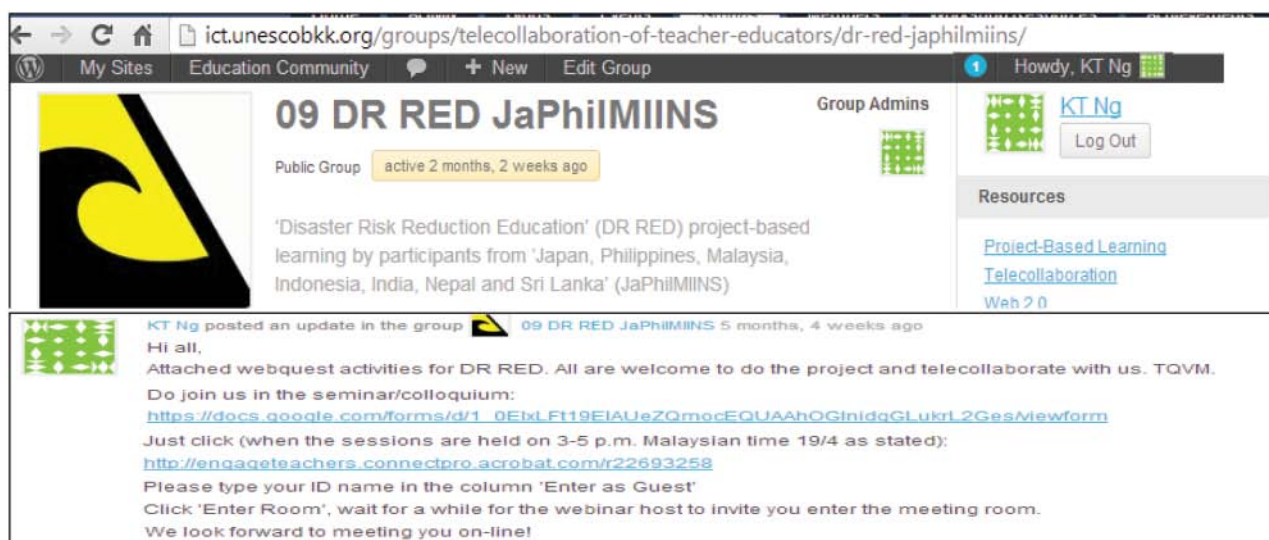 ict.unescobkk.org/groups/telecollaboration-of-teacher-educators/dr-red-japhilmiins/
My Sites Education Community + New Edit Group 1 Howdy, KT Ng
09 DR RED JaPhilMIINS
Group Admins
KT Ng
Log Out
Public Group active 2 months, 2 weeks ago
Resources
'Disaster Risk Reduction Education' (DR RED) project-based
learning by participants from 'Japan, Philippines, Malaysia,
Indonesia, India, Nepal and Sri Lanka' (JaPhilMIINS)
Project-Based Learning
Telecollaboration
Web 2.0
KT Ng posted an update in the group 09 DR RED JaPhilMIINS 5 months, 4 weeks ago
Hi all,
Attached webquest activities for DR RED. All are welcome to do the project and telecollaborate with us. TQVM.
Do join us in the seminar/colloquium:
Just click (when the sessions are held on 3-5 p.m. Malaysian time 19/4 as stated):
http://engageteachers.connectpro.acrobat.com/r22693258
Please type your ID name in the column 'Enter as Guest'
Click 'Enter Room', wait for a while for the webinar host to invite you enter the meeting room.
We look forward to meeting you on-line!